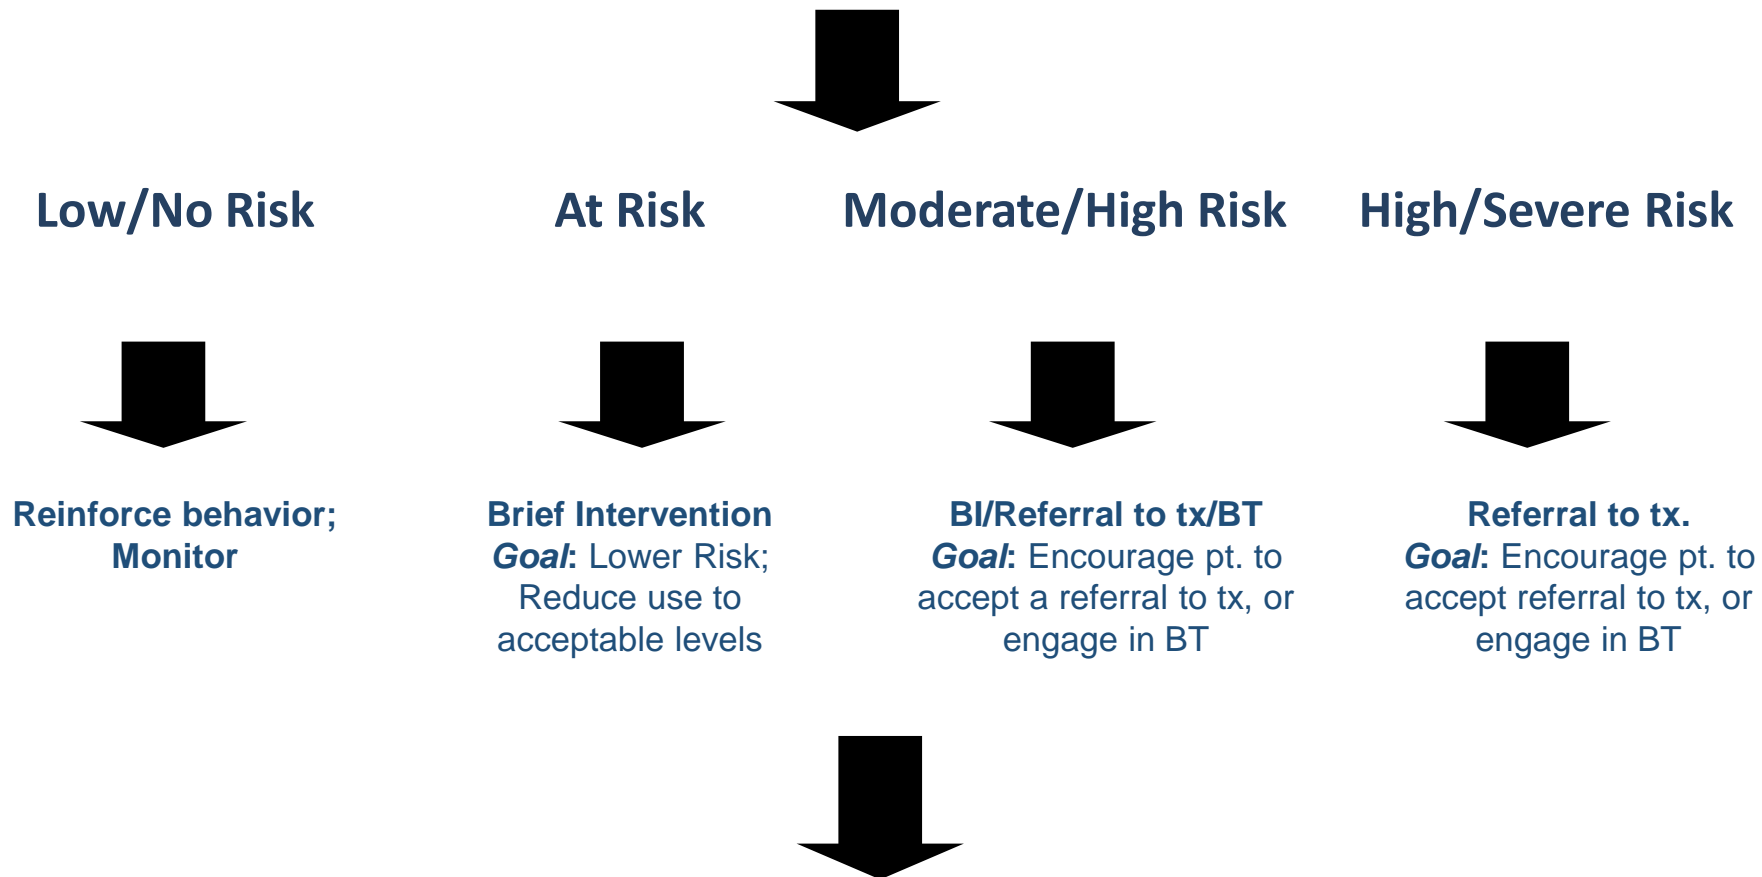 Low/No Risk
At Risk
Moderate/High Risk
High/Severe Risk
Reinforce behavior;
Monitor
Brief Intervention
Goal: Lower Risk;
Reduce use to
acceptable levels
BI/Referral to tx/BT
Goal: Encourage pt. to
accept a referral to tx, or
engage in BT
Referral to tx.
Goal: Encourage pt. to
accept referral to tx, or
engage in BT